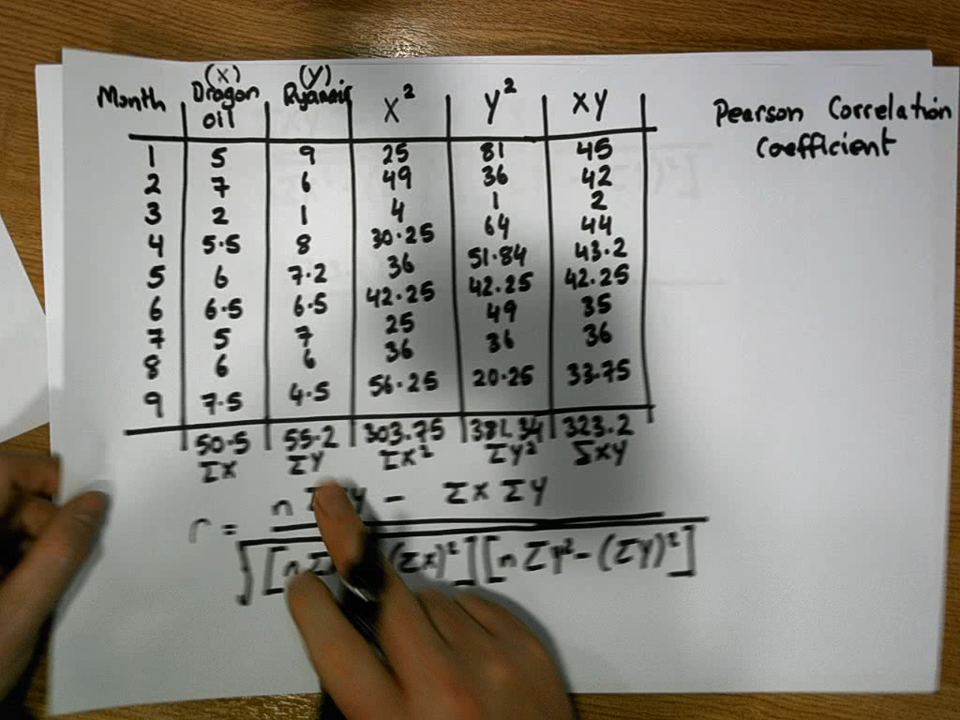 (X) (Y).
Month Dragon oil Ryanair X² Y² XY
Pearson Correlation
Coefficient
1 5 9 25 81 45
2 7 6 49 36 42
3 2 1 4 1 2
4 5.5 8 30.25 64 44
5 6 7.2 36 51.84 43.2
6 6.5 6.5 42.25 42.25 42.25
7 5 7 25 49 35
8 6 6 36 36 36
9 7.5 4.5 56.25 20.25 33.75
50.5 55.2 303.75 381.34 323.2
ΣX ΣY ΣX² ΣY² ΣXY
n Y - ΣX ΣY
r =
√[n (ΣX)²][nΣY²-(ΣY)²]